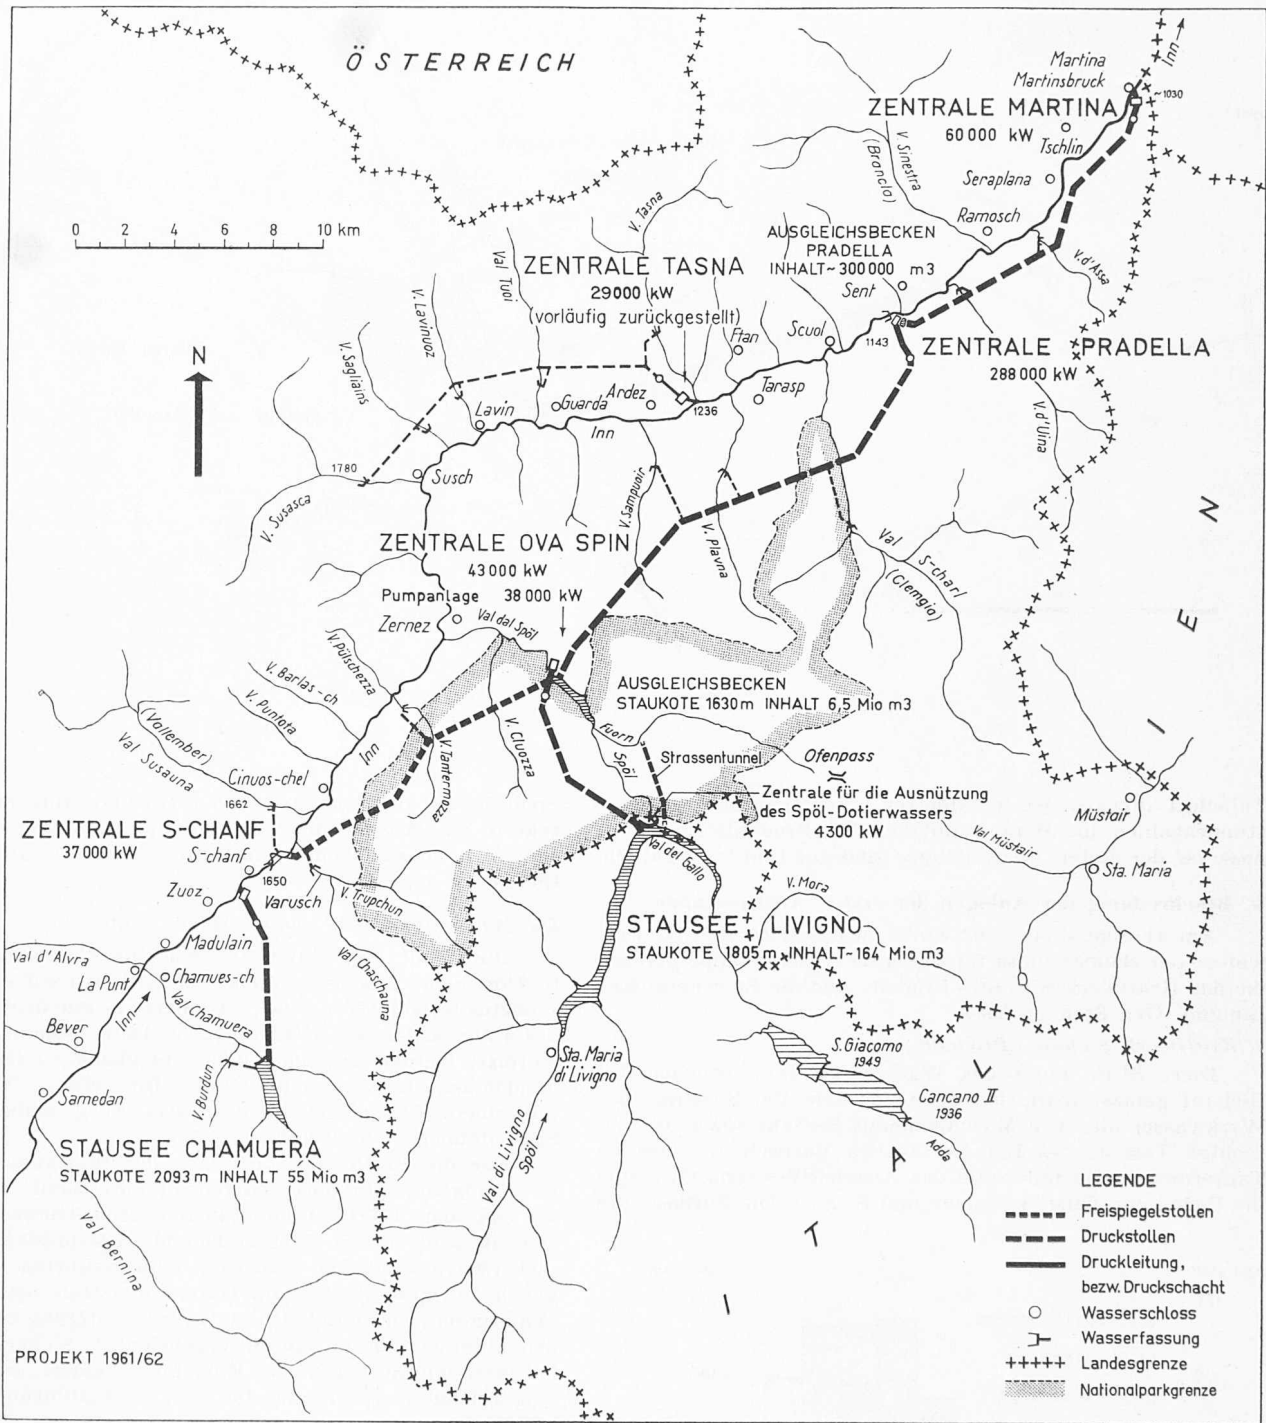 ÖSTERREICH
Inn
Martina
Martinsbruck
~1030
ZENTRALE MARTINA
60 000 kW
Tschlin
V. Sinestra
(Brancla)
Seraplana
Ramosch
V. d'Assa
0 2 4 6 8 10 km
V. Tasna
AUSGLEICHSBECKEN
PRADELLA
INHALT ~ 300 000 m3
Sent
Val Tuoi
ZENTRALE TASNA
29 000 kW
(vorläufig zurückgestellt)
V. Lavinuoz
V. Sagliains
Ftan
Scuol
1143
ZENTRALE PRADELLA
288 000 kW
N
Lavin
Guarda
Ardez
1236
Tarasp
V. d'Uina
Inn
1780
Susch
V. Susasca
V. Sampuoir
V. Plavna
Val
S-charl
(Clemgia)
ZENTRALE OVA SPIN
43 000 kW
Pumpanlage 38 000 kW
Zernez
Val dal Spöl
V. Pülschezza
V. Barlas-ch
V. Puntota
(Vallember)
Val Susauna
AUSGLEICHSBECKEN
STAUKOTE 1630 m INHALT 6,5 Mio m3
Inn
V. Tantermozza
V. Cluozza
Fuorn
Spöl
Strassentunnel
Ofenpass
Cinuos-chel
1662
Zentrale für die Ausnützung
des Spöl-Dotierwassers
4300 kW
Müstair
ZENTRALE S-CHANF
37 000 kW
S-chanf
1650
Val del Gallo
Val Müstair
Sta. Maria
Zuoz
Varusch
V. Trupchun
V. Mora
STAUSEE LIVIGNO
STAUKOTE 1805 m INHALT ~ 164 Mio m3
Madulain
Val d'Alvra
La Punt
Chamues-ch
Val Chaschauna
Inn
Val Chamuera
Bever
S. Giacomo
1949
Sta. Maria
di Livigno
Cancano II
1936
Adda
V. Burdun
Samedan
STAUSEE CHAMUERA
STAUKOTE 2093 m INHALT 55 Mio m3
Val di Livigno
Spöl
Val Bernina
ITALIEN
LEGENDE
Freispiegelstollen
Druckstollen
Druckleitung,
bezw. Druckschacht
Wasserschloss
Wasserfassung
Landesgrenze
Nationalparkgrenze
PROJEKT 1961/62